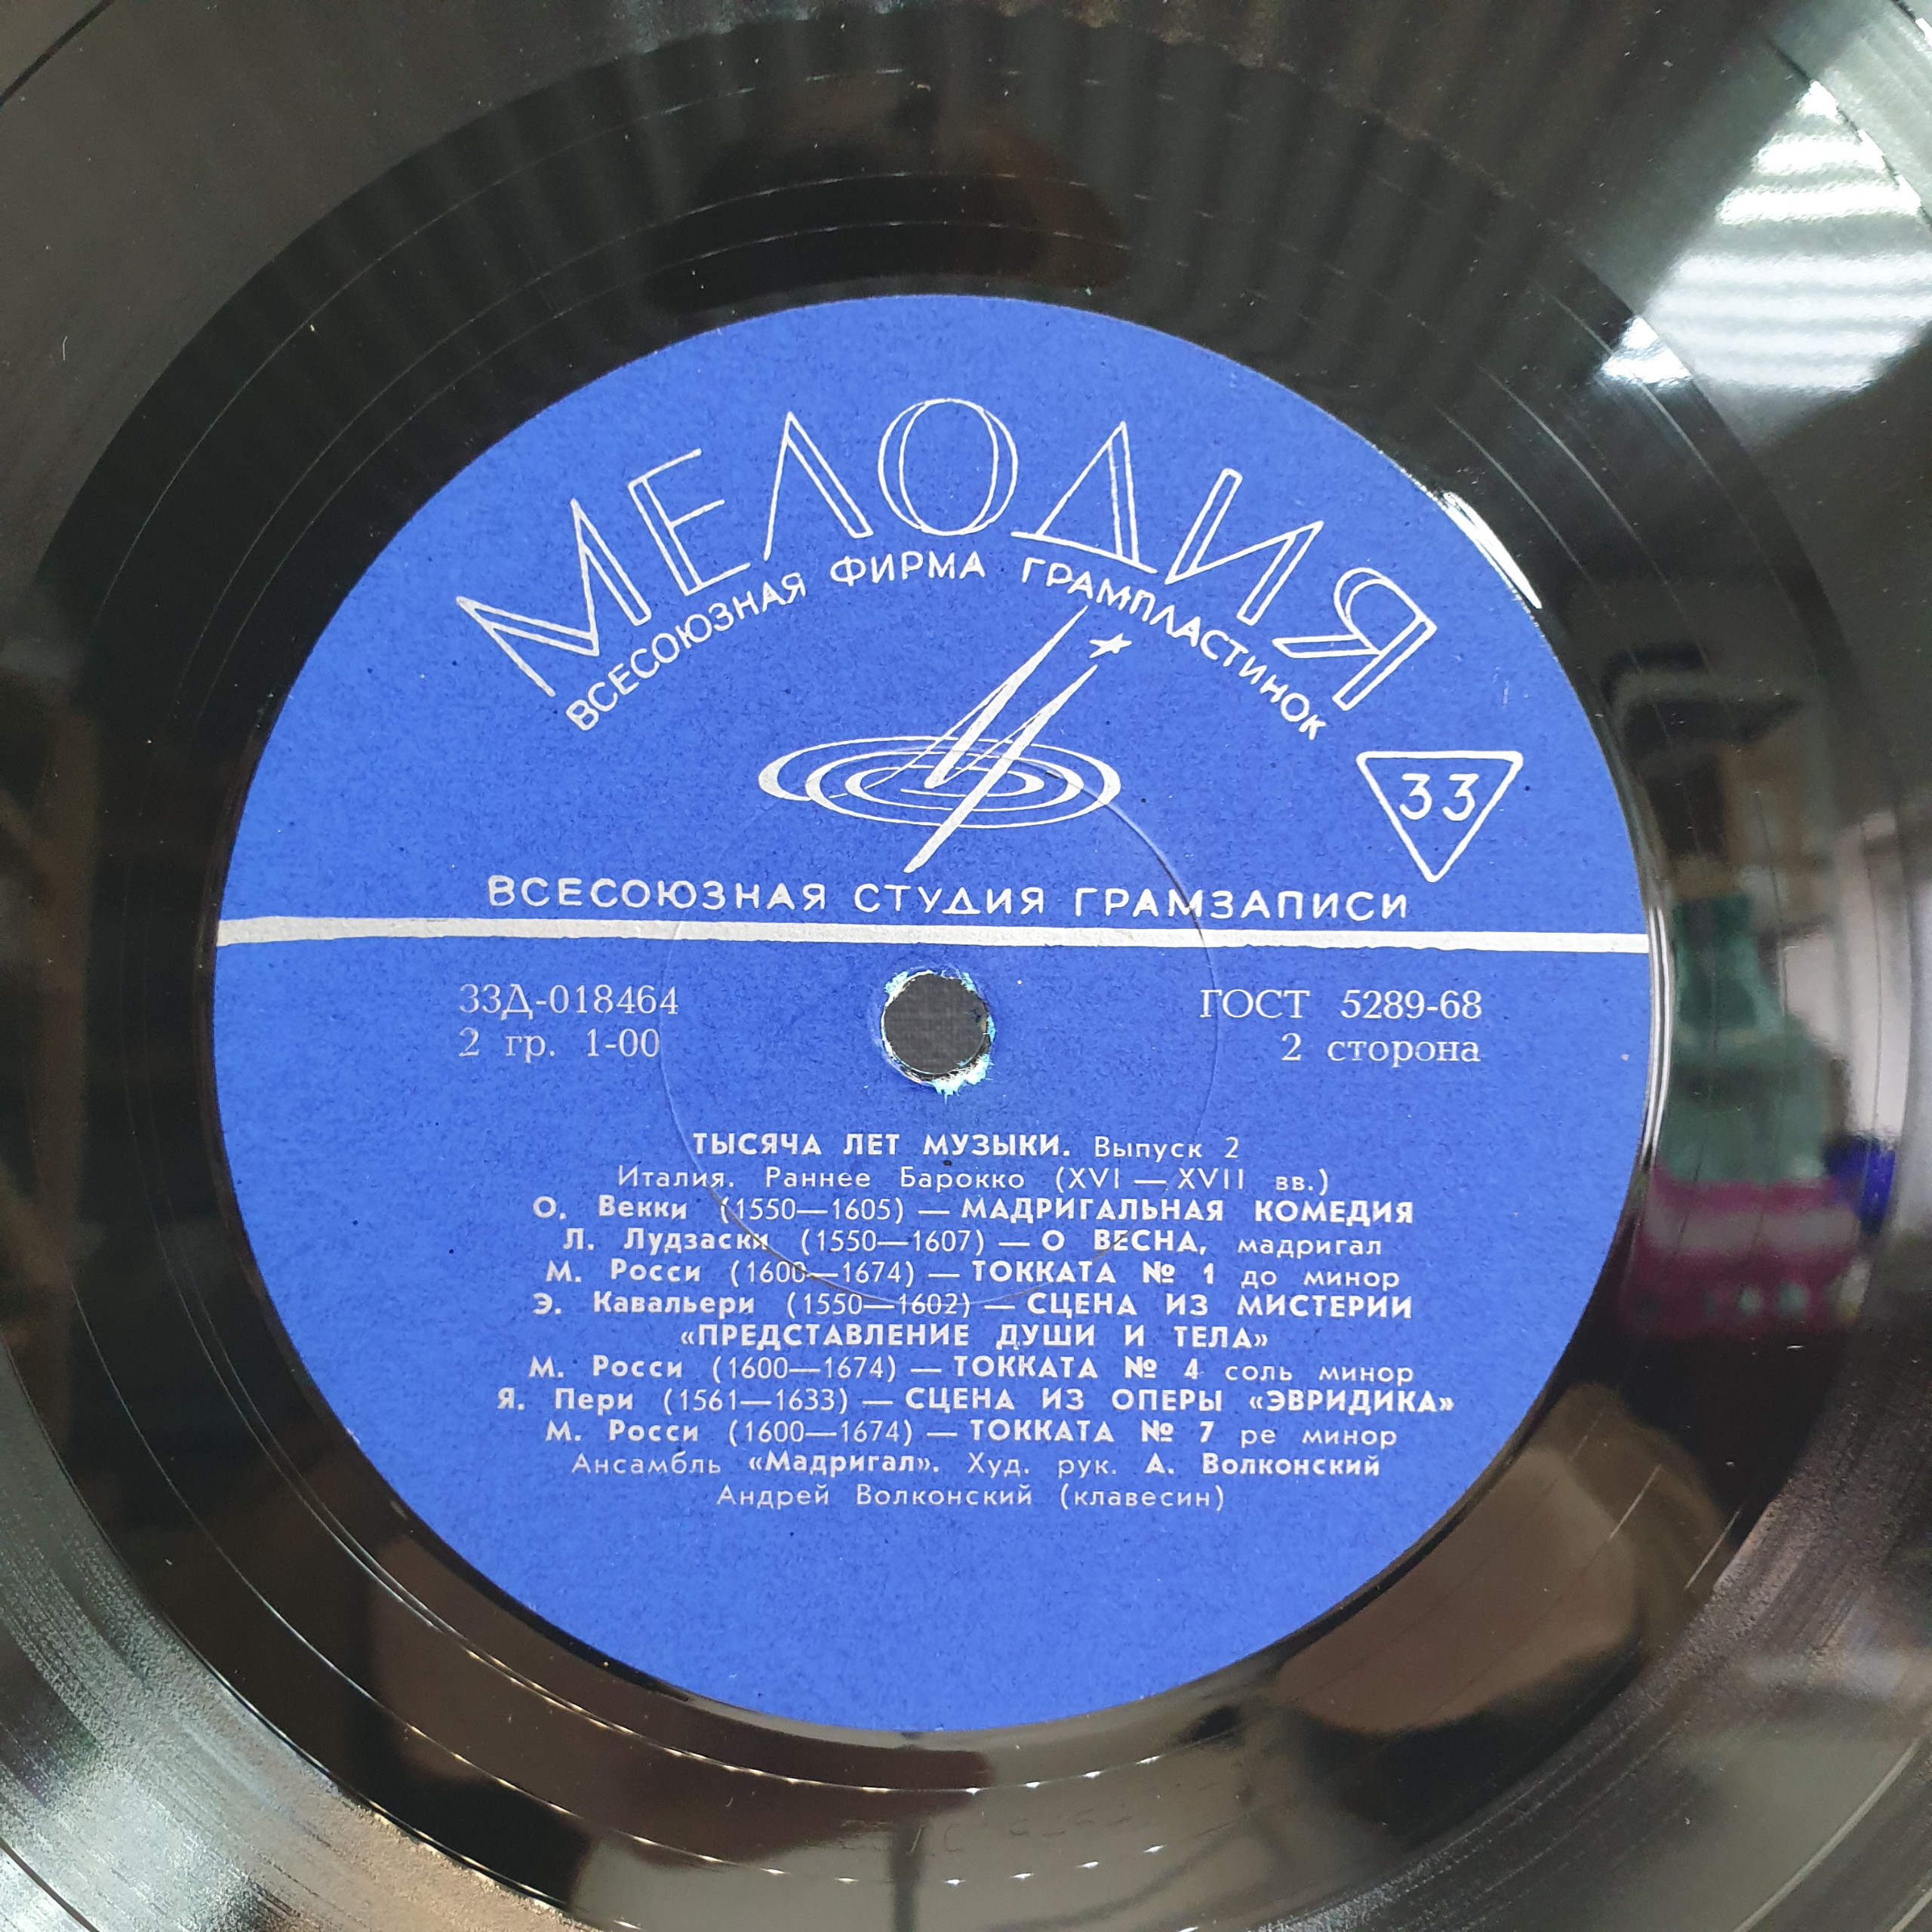 МЕЛОДИЯ
ВСЕСОЮЗНАЯ ФИРМА ГРАМПЛАСТИНОК
33
ВСЕСОЮЗНАЯ СТУДИЯ ГРАМЗАПИСИ
33Д-018464
2 гр. 1-00
ГОСТ 5289-68
2 сторона
ТЫСЯЧА ЛЕТ МУЗЫКИ. Выпуск 2
Италия. Раннее Барокко (XVI — XVII вв.)
О. Векки (1550—1605) — МАДРИГАЛЬНАЯ КОМЕДИЯ
Л. Лудзаски (1550—1607) — О ВЕСНА, мадригал
М. Росси (1600—1674) — ТОККАТА № 1 до минор
Э. Кавальери (1550—1602) — СЦЕНА ИЗ МИСТЕРИИ
«ПРЕДСТАВЛЕНИЕ ДУШИ И ТЕЛА»
М. Росси (1600—1674) — ТОККАТА № 4 соль минор
Я. Пери (1561—1633) — СЦЕНА ИЗ ОПЕРЫ «ЭВРИДИКА»
М. Росси (1600—1674) — ТОККАТА № 7 ре минор
Ансамбль «Мадригал». Худ. рук. А. Волконский
Андрей Волконский (клавесин)